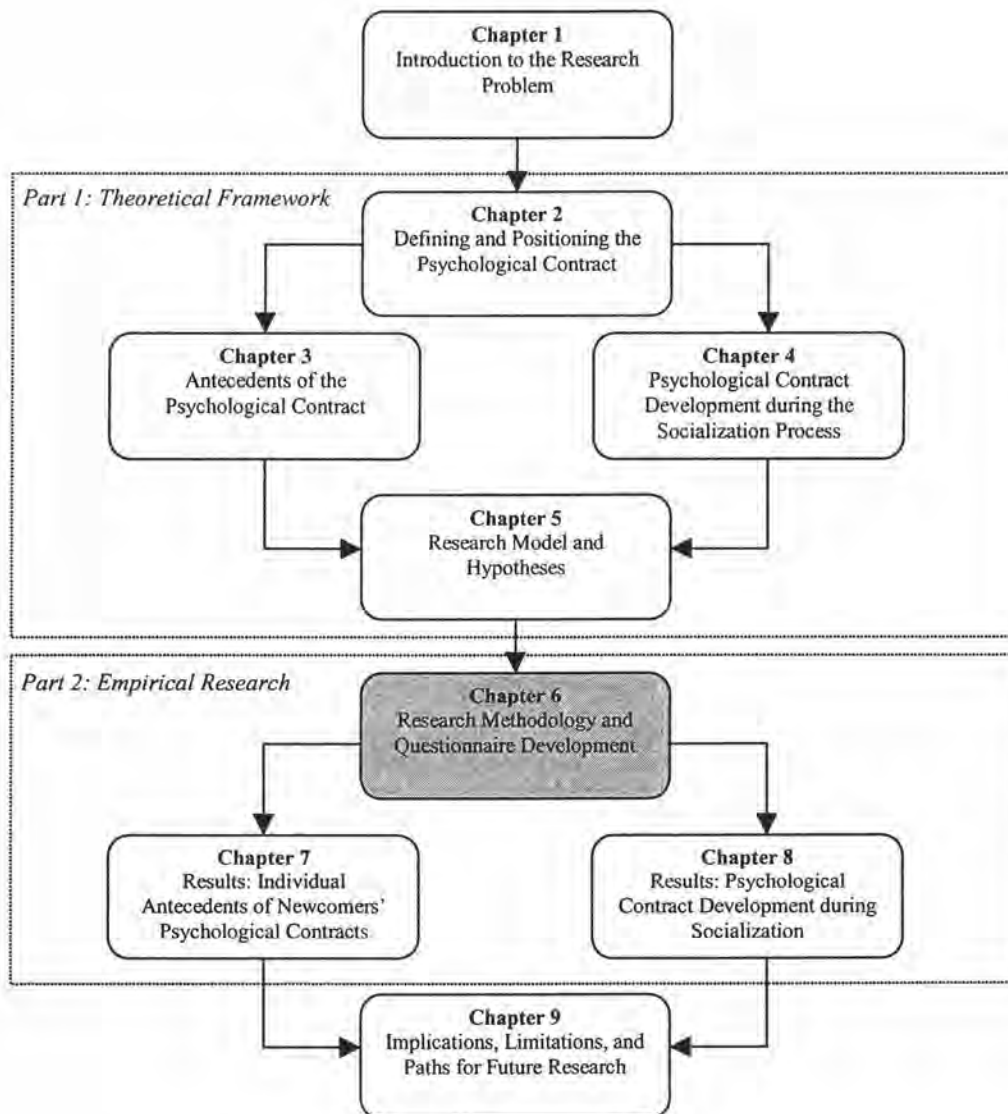 Chapter 1
Introduction to the Research
Problem
Part 1: Theoretical Framework
Chapter 2
Defining and Positioning the
Psychological Contract
Chapter 3
Antecedents of the
Psychological Contract
Chapter 4
Psychological Contract
Development during the
Socialization Process
Chapter 5
Research Model and
Hypotheses
Part 2: Empirical Research
Chapter 6
Research Methodology and
Questionnaire Development
Chapter 7
Results: Individual
Antecedents of Newcomers'
Psychological Contracts
Chapter 8
Results: Psychological
Contract Development during
Socialization
Chapter 9
Implications, Limitations, and
Paths for Future Research